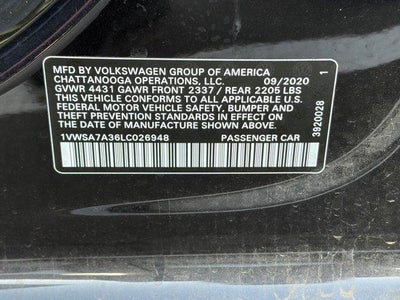 MFD BY VOLKSWAGEN GROUP OF AMERICA
CHATTANOOGA OPERATIONS, LLC. 09/2020
GVWR 4431 GAWR FRONT 2337 / REAR 2205 LBS
THIS VEHICLE CONFORMS TO ALL APPLICABLE U.S.
FEDERAL MOTOR VEHICLE SAFETY, BUMPER AND
THEFT PREVENTION STANDARDS IN EFFECT ON THE
DATE OF MANUFACTURE SHOWN ABOVE.
1VWSA7A36LC026948 PASSENGER CAR
3920028 1